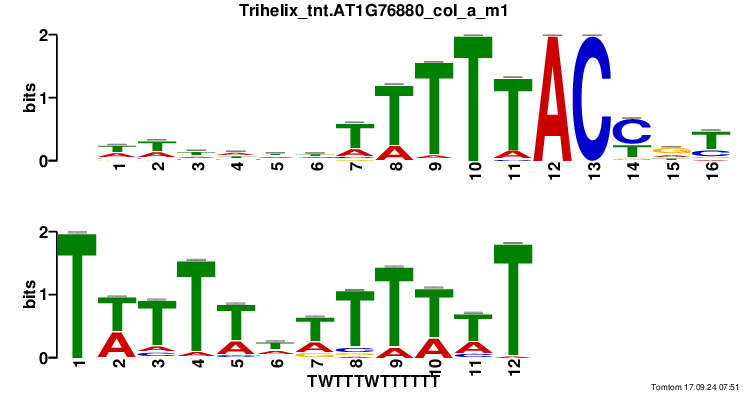 Trihelix_tnt.AT1G76880_col_a_m1
2
1
0
bits
1 2 3 4 5 6 7 8 9 10 11 12 13 14 15 16
T T T T T A C C T
A A A A A T G C
2
1
0
bits
1 2 3 4 5 6 7 8 9 10 11 12
T T T T T T T T T T T T
A A A A A A A A
TWTTTWTTTTTT
Tomtom 17.09.24 07:51